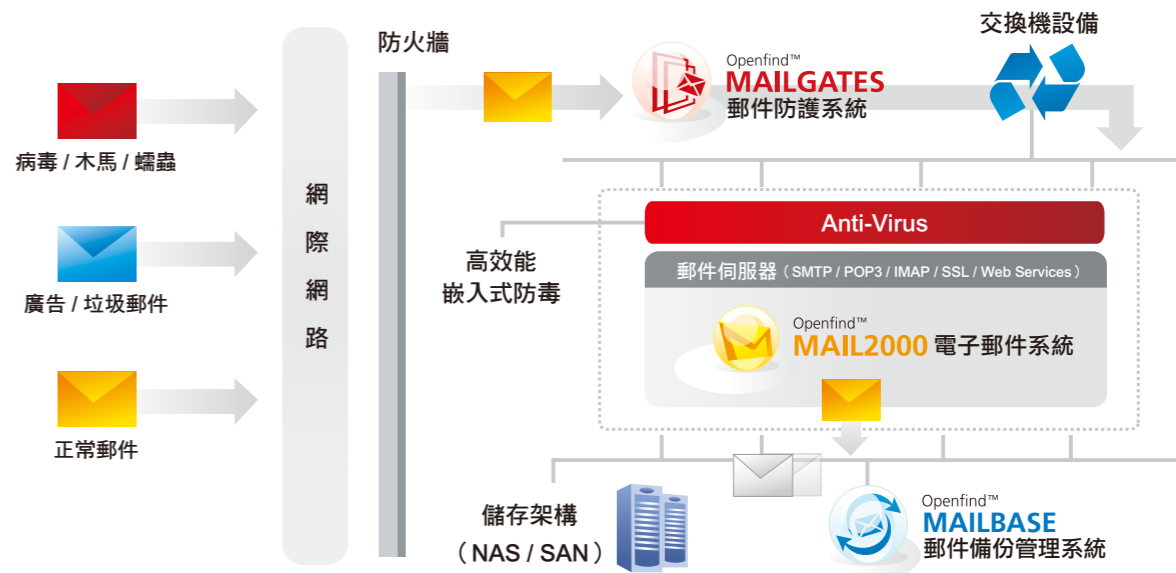 防火牆
交換機設備
Openfind™
MAILGATES
郵件防護系統
病毒 / 木馬 / 蠕蟲
網際網路
Anti-Virus
廣告 / 垃圾郵件
高效能
嵌入式防毒
郵件伺服器（SMTP / POP3 / IMAP / SSL / Web Services）
Openfind™
MAIL2000 電子郵件系統
正常郵件
儲存架構
（NAS / SAN）
Openfind™
MAILBASE
郵件備份管理系統